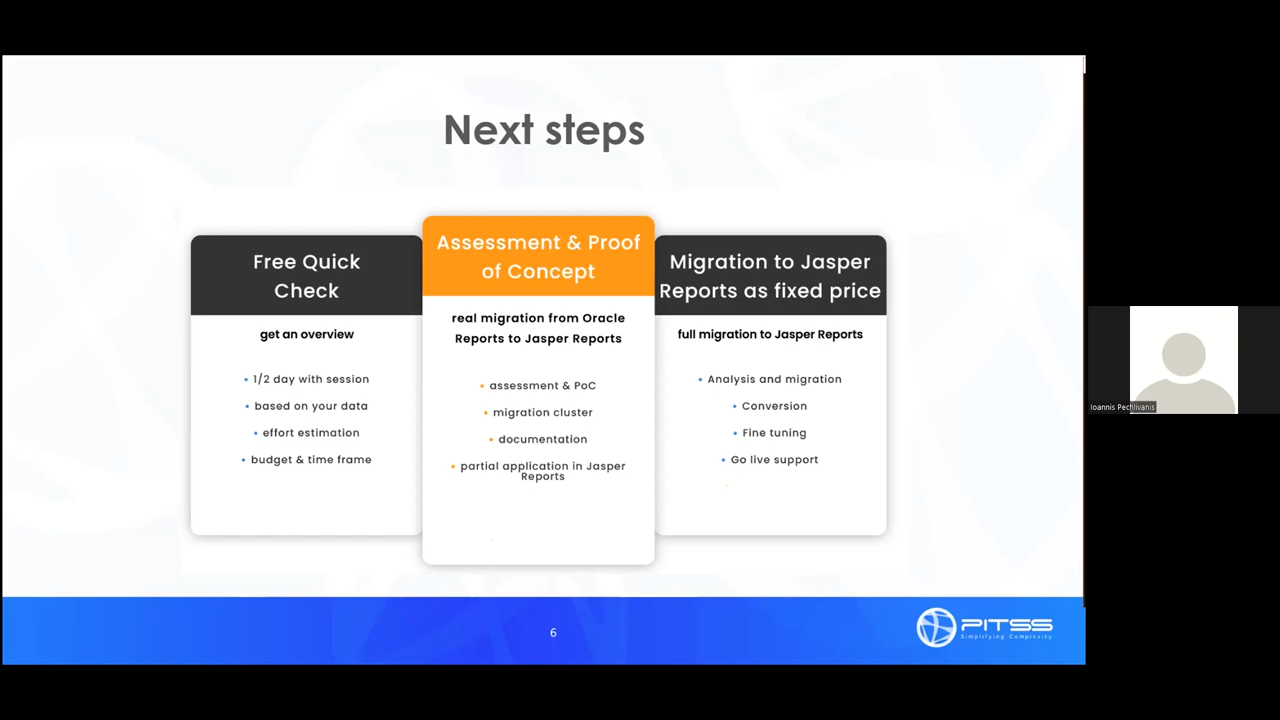 Next steps
Free Quick
Check
get an overview
• 1/2 day with session
• based on your data
• effort estimation
• budget & time frame
Assessment & Proof
of Concept
real migration from Oracle
Reports to Jasper Reports
• assessment & PoC
• migration cluster
• documentation
• partial application in Jasper
Reports
Migration to Jasper
Reports as fixed price
full migration to Jasper Reports
• Analysis and migration
• Conversion
• Fine tuning
• Go live support
Ioannis Pechlivanis
6
PITSS
Simplifying Complexity